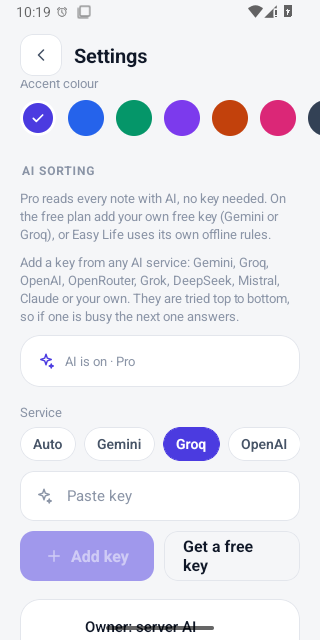 10:19
Settings
Accent colour
AI SORTING
Pro reads every note with AI, no key needed. On
the free plan add your own free key (Gemini or
Groq), or Easy Life uses its own offline rules.
Add a key from any AI service: Gemini, Groq,
OpenAI, OpenRouter, Grok, DeepSeek, Mistral,
Claude or your own. They are tried top to bottom,
so if one is busy the next one answers.
AI is on · Pro
Service
Auto Gemini Groq OpenAI
Paste key
Add key
Get a free
key
Owner: server AI